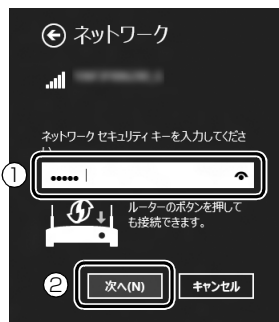 ネットワーク
ネットワーク セキュリティ キーを入力してくださ
い
①
•••••
ルーターのボタンを押して
も接続できます。
②
次へ(N)
キャンセル